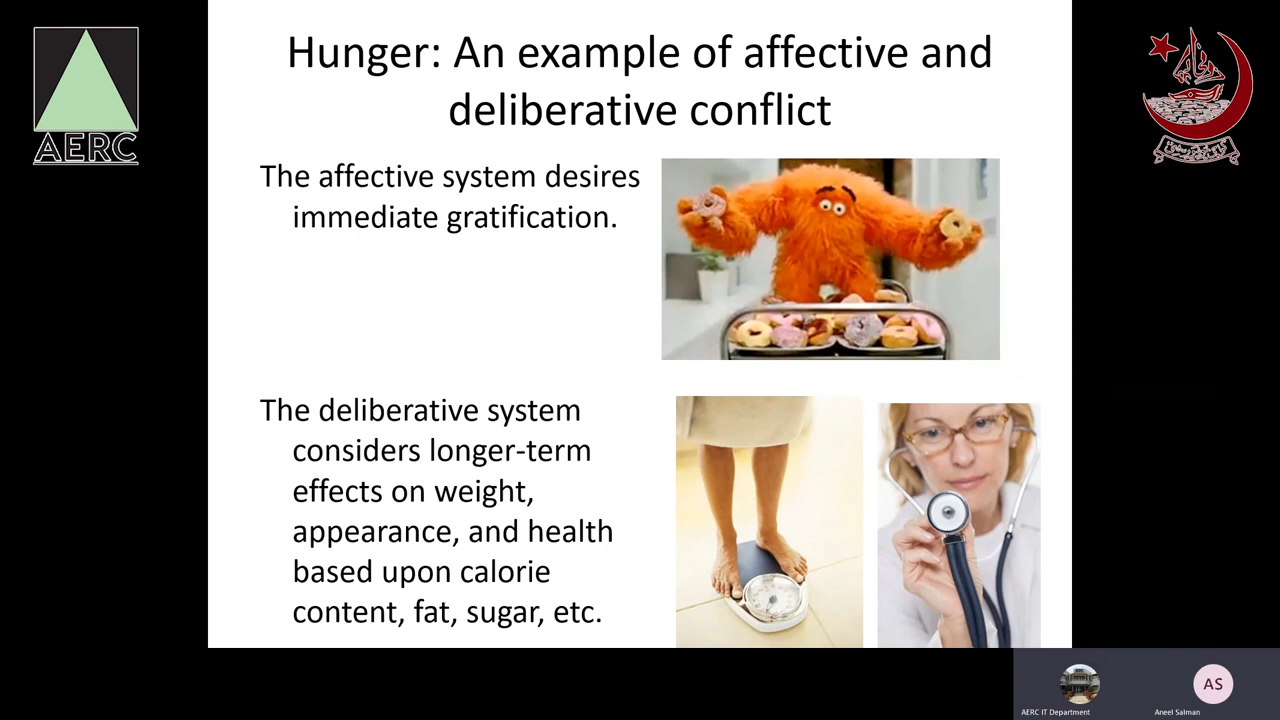 Hunger: An example of affective and
deliberative conflict
AERC
The affective system desires
immediate gratification.
The deliberative system
considers longer-term
effects on weight,
appearance, and health
based upon calorie
content, fat, sugar, etc.
AS
AERC IT Department
Aneel Salman